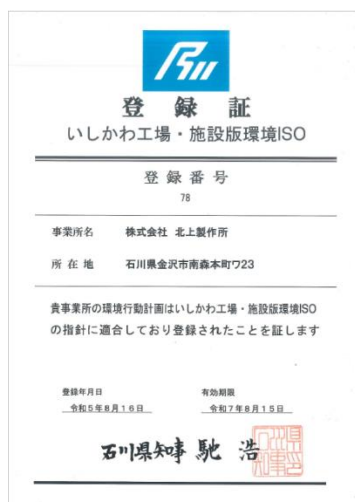 登録証
いしかわ工場・施設版環境ISO
登録番号
78
事業所名 株式会社 北上製作所
所在地 石川県金沢市南森本町ワ23
貴事業所の環境行動計画はいしかわ工場・施設版環境ISO
の指針に適合しており登録されたことを証します
登録年月日 有効期限
令和5年8月16日 令和7年8月15日
石川県知事 馳 浩